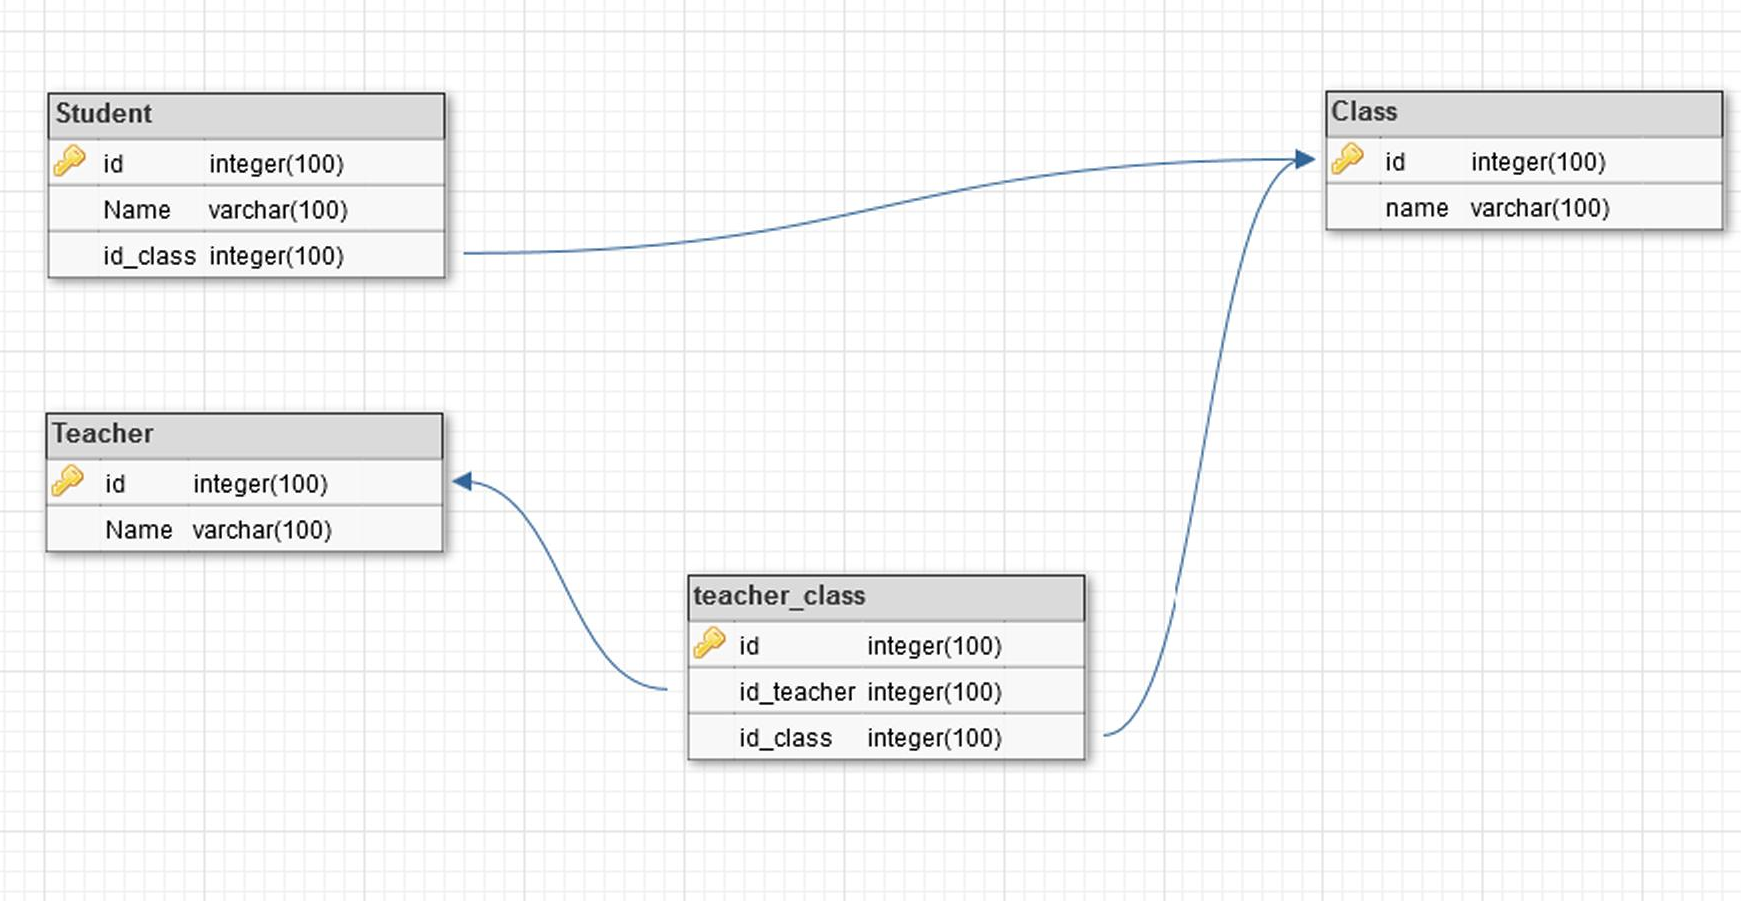 Student
id integer(100)
Name varchar(100)
id_class integer(100)
Class
id integer(100)
name varchar(100)
Teacher
id integer(100)
Name varchar(100)
teacher_class
id integer(100)
id_teacher integer(100)
id_class integer(100)